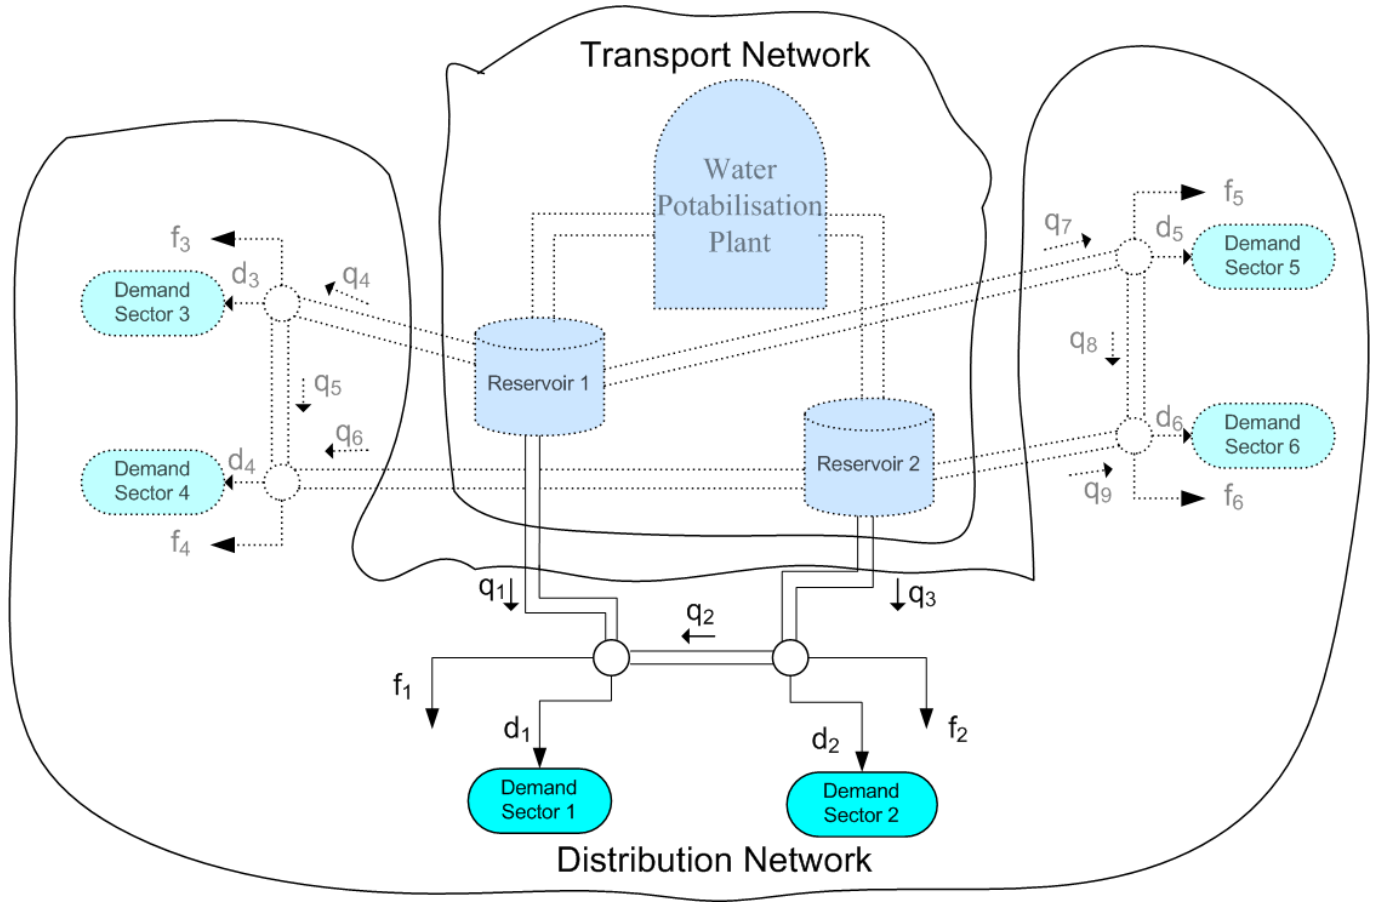 Transport Network
Water
Potabilisation
Plant
f5
q7
d5
Demand
Sector 5
f3
d3
q4
Demand
Sector 3
q8
Reservoir 1
q5
q6
d4
Demand
Sector 4
f4
Reservoir 2
d6
Demand
Sector 6
q9
f6
q1
q2
q3
f1
d1
d2
f2
Demand
Sector 1
Demand
Sector 2
Distribution Network